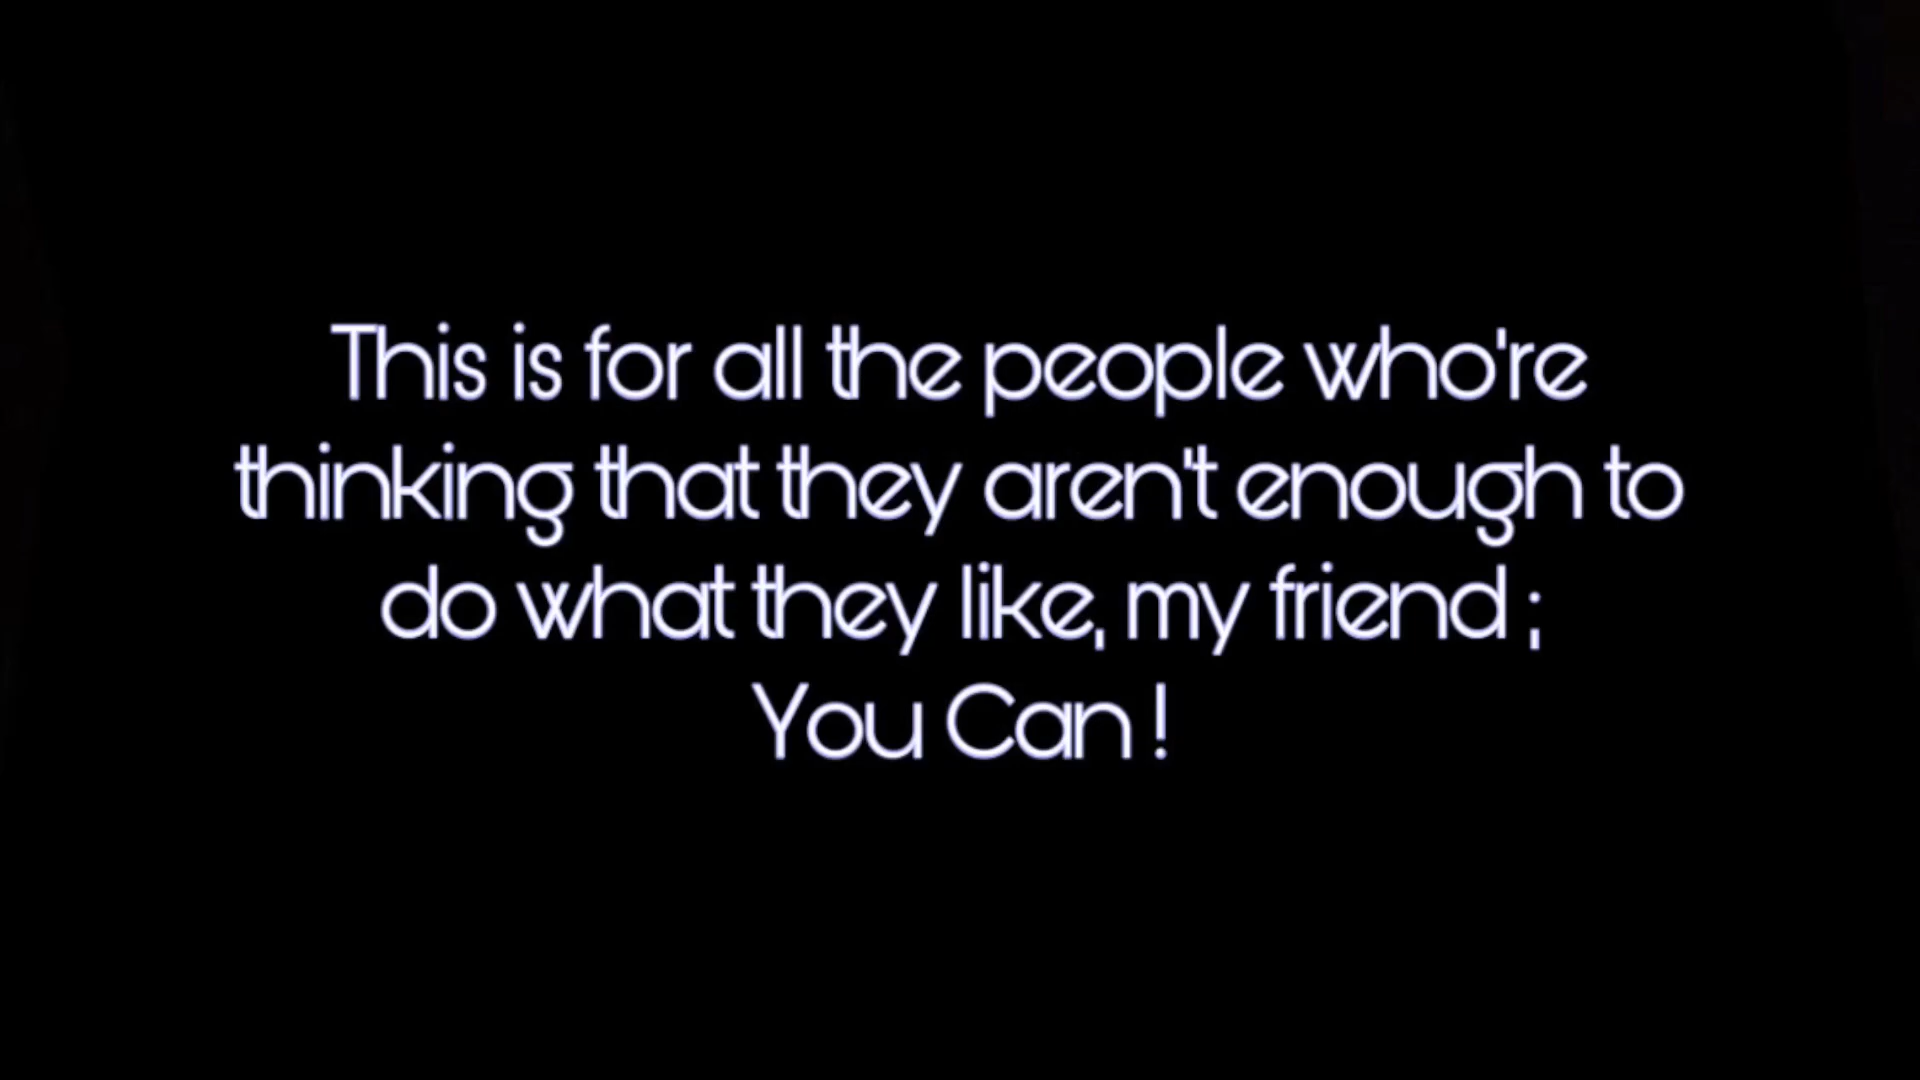 This is for all the people who're
thinking that they aren't enough to
do what they like, my friend ;
You Can !